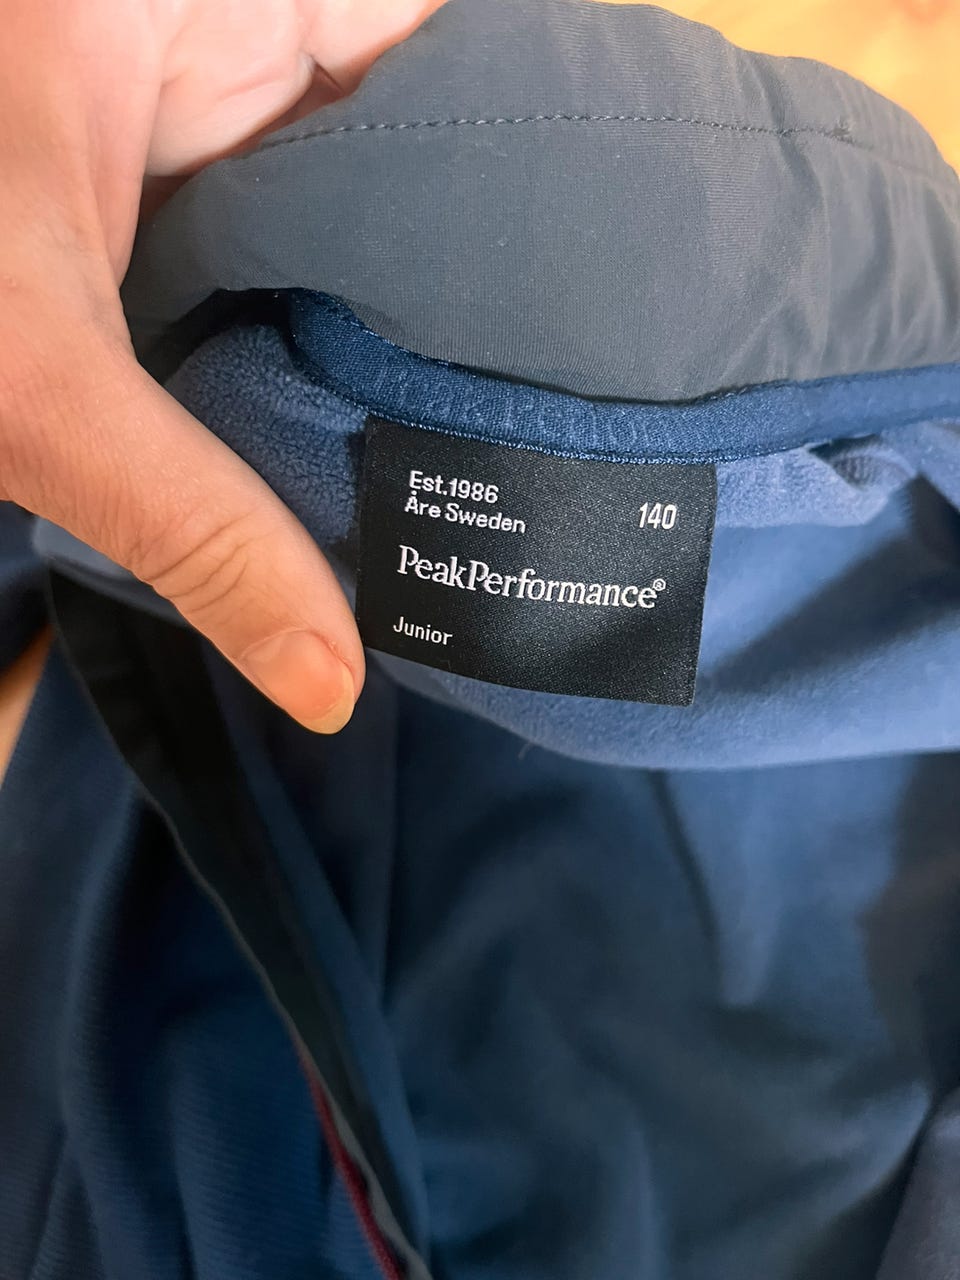 Est.1986
Åre Sweden
140
PeakPerformance®
Junior